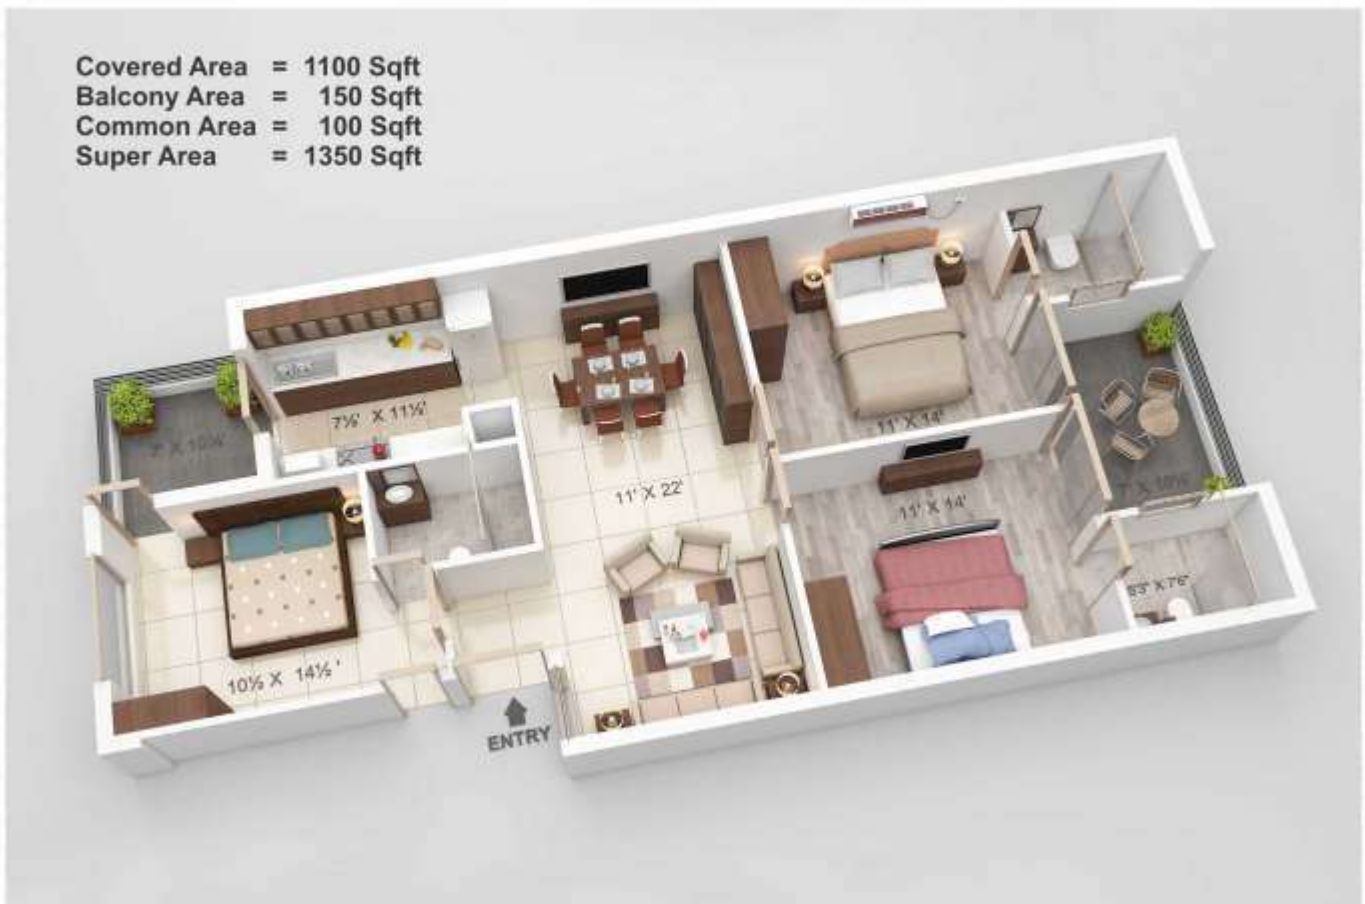 Covered Area = 1100 Sqft
Balcony Area = 150 Sqft
Common Area = 100 Sqft
Super Area = 1350 Sqft
7½' X 11½'
11' X 14'
11' X 22'
11' X 14'
10½ X 14½ '
ENTRY